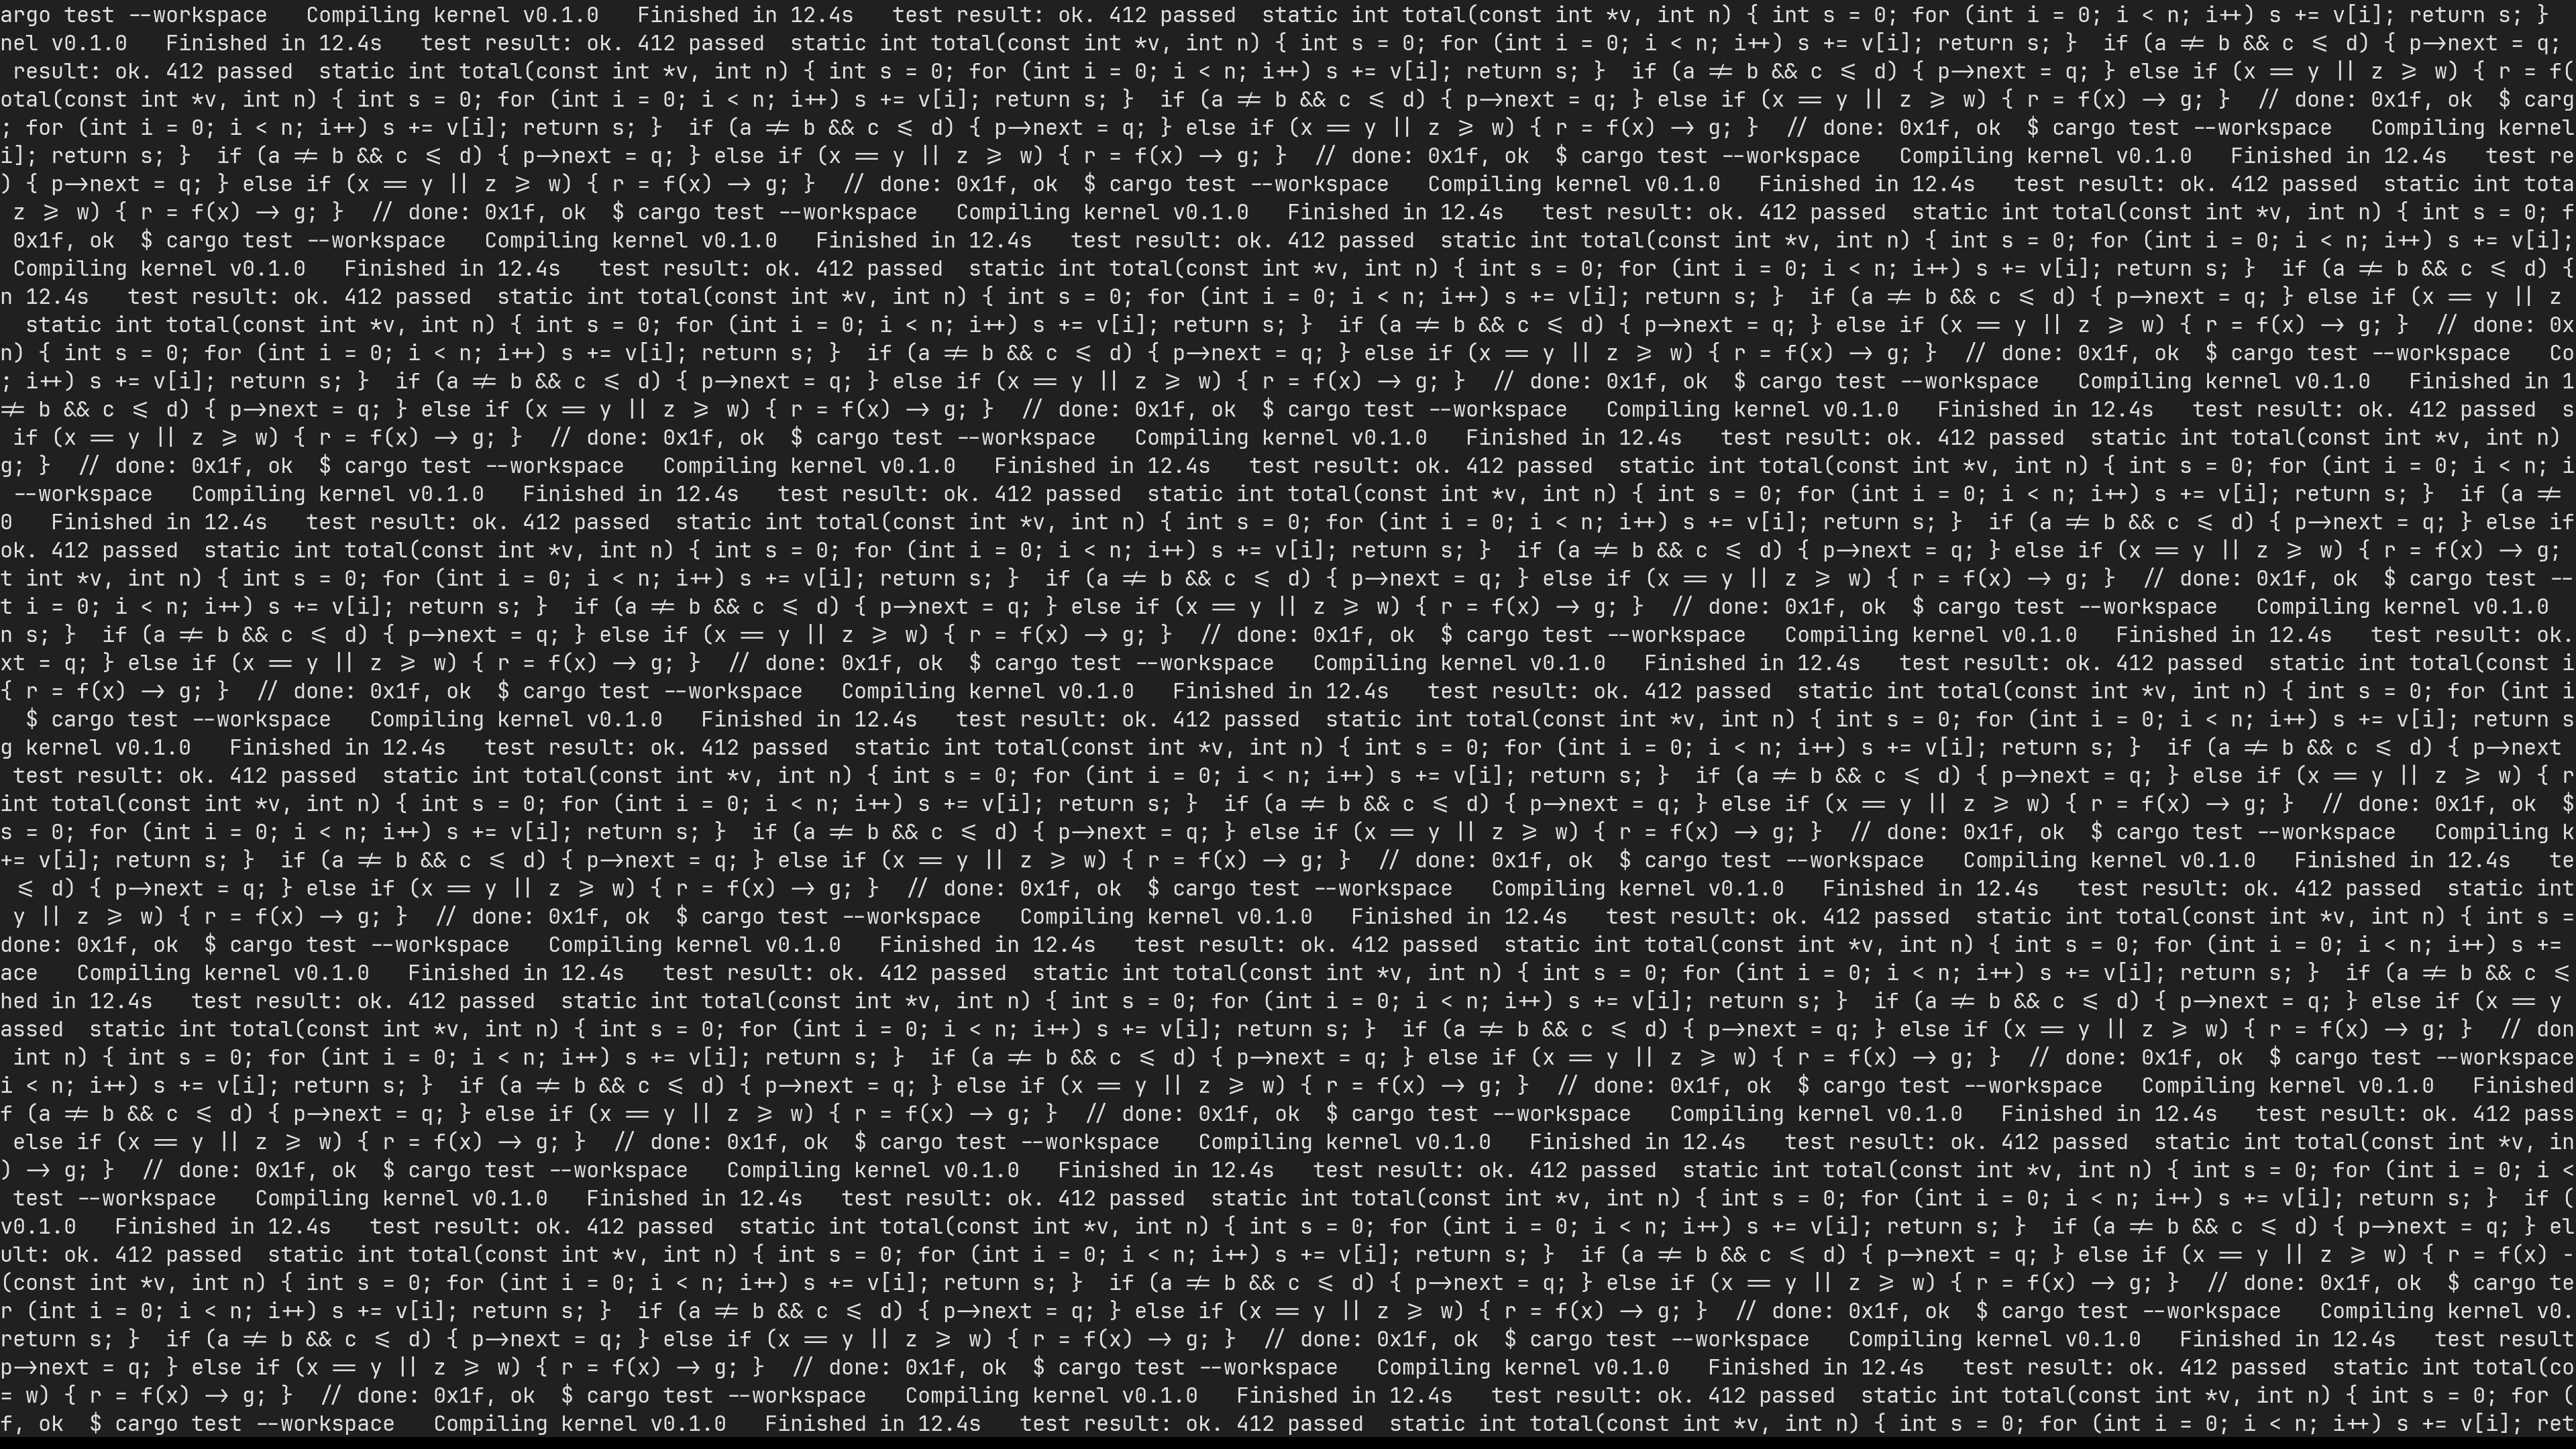 argo test --workspace   Compiling kernel v0.1.0   Finished in 12.4s   test result: ok. 412 passed  static int total(const int *v, int n) { int s = 0; for (int i = 0; i < n; i++) s += v[i]; return s; }
nel v0.1.0   Finished in 12.4s   test result: ok. 412 passed  static int total(const int *v, int n) { int s = 0; for (int i = 0; i < n; i++) s += v[i]; return s; }  if (a != b && c <= d) { p->next = q;
 result: ok. 412 passed  static int total(const int *v, int n) { int s = 0; for (int i = 0; i < n; i++) s += v[i]; return s; }  if (a != b && c <= d) { p->next = q; } else if (x == y || z >= w) { r = f(
otal(const int *v, int n) { int s = 0; for (int i = 0; i < n; i++) s += v[i]; return s; }  if (a != b && c <= d) { p->next = q; } else if (x == y || z >= w) { r = f(x) -> g; }  // done: 0x1f, ok  $ carg
; for (int i = 0; i < n; i++) s += v[i]; return s; }  if (a != b && c <= d) { p->next = q; } else if (x == y || z >= w) { r = f(x) -> g; }  // done: 0x1f, ok  $ cargo test --workspace   Compiling kernel
i]; return s; }  if (a != b && c <= d) { p->next = q; } else if (x == y || z >= w) { r = f(x) -> g; }  // done: 0x1f, ok  $ cargo test --workspace   Compiling kernel v0.1.0   Finished in 12.4s   test re
) { p->next = q; } else if (x == y || z >= w) { r = f(x) -> g; }  // done: 0x1f, ok  $ cargo test --workspace   Compiling kernel v0.1.0   Finished in 12.4s   test result: ok. 412 passed  static int tota
 z >= w) { r = f(x) -> g; }  // done: 0x1f, ok  $ cargo test --workspace   Compiling kernel v0.1.0   Finished in 12.4s   test result: ok. 412 passed  static int total(const int *v, int n) { int s = 0; f
 0x1f, ok  $ cargo test --workspace   Compiling kernel v0.1.0   Finished in 12.4s   test result: ok. 412 passed  static int total(const int *v, int n) { int s = 0; for (int i = 0; i < n; i++) s += v[i];
 Compiling kernel v0.1.0   Finished in 12.4s   test result: ok. 412 passed  static int total(const int *v, int n) { int s = 0; for (int i = 0; i < n; i++) s += v[i]; return s; }  if (a != b && c <= d) {
n 12.4s   test result: ok. 412 passed  static int total(const int *v, int n) { int s = 0; for (int i = 0; i < n; i++) s += v[i]; return s; }  if (a != b && c <= d) { p->next = q; } else if (x == y || z
  static int total(const int *v, int n) { int s = 0; for (int i = 0; i < n; i++) s += v[i]; return s; }  if (a != b && c <= d) { p->next = q; } else if (x == y || z >= w) { r = f(x) -> g; }  // done: 0x
n) { int s = 0; for (int i = 0; i < n; i++) s += v[i]; return s; }  if (a != b && c <= d) { p->next = q; } else if (x == y || z >= w) { r = f(x) -> g; }  // done: 0x1f, ok  $ cargo test --workspace   Co
; i++) s += v[i]; return s; }  if (a != b && c <= d) { p->next = q; } else if (x == y || z >= w) { r = f(x) -> g; }  // done: 0x1f, ok  $ cargo test --workspace   Compiling kernel v0.1.0   Finished in 1
!= b && c <= d) { p->next = q; } else if (x == y || z >= w) { r = f(x) -> g; }  // done: 0x1f, ok  $ cargo test --workspace   Compiling kernel v0.1.0   Finished in 12.4s   test result: ok. 412 passed  s
 if (x == y || z >= w) { r = f(x) -> g; }  // done: 0x1f, ok  $ cargo test --workspace   Compiling kernel v0.1.0   Finished in 12.4s   test result: ok. 412 passed  static int total(const int *v, int n)
g; }  // done: 0x1f, ok  $ cargo test --workspace   Compiling kernel v0.1.0   Finished in 12.4s   test result: ok. 412 passed  static int total(const int *v, int n) { int s = 0; for (int i = 0; i < n; i
 --workspace   Compiling kernel v0.1.0   Finished in 12.4s   test result: ok. 412 passed  static int total(const int *v, int n) { int s = 0; for (int i = 0; i < n; i++) s += v[i]; return s; }  if (a !=
0   Finished in 12.4s   test result: ok. 412 passed  static int total(const int *v, int n) { int s = 0; for (int i = 0; i < n; i++) s += v[i]; return s; }  if (a != b && c <= d) { p->next = q; } else if
ok. 412 passed  static int total(const int *v, int n) { int s = 0; for (int i = 0; i < n; i++) s += v[i]; return s; }  if (a != b && c <= d) { p->next = q; } else if (x == y || z >= w) { r = f(x) -> g;
t int *v, int n) { int s = 0; for (int i = 0; i < n; i++) s += v[i]; return s; }  if (a != b && c <= d) { p->next = q; } else if (x == y || z >= w) { r = f(x) -> g; }  // done: 0x1f, ok  $ cargo test --
t i = 0; i < n; i++) s += v[i]; return s; }  if (a != b && c <= d) { p->next = q; } else if (x == y || z >= w) { r = f(x) -> g; }  // done: 0x1f, ok  $ cargo test --workspace   Compiling kernel v0.1.0
n s; }  if (a != b && c <= d) { p->next = q; } else if (x == y || z >= w) { r = f(x) -> g; }  // done: 0x1f, ok  $ cargo test --workspace   Compiling kernel v0.1.0   Finished in 12.4s   test result: ok.
xt = q; } else if (x == y || z >= w) { r = f(x) -> g; }  // done: 0x1f, ok  $ cargo test --workspace   Compiling kernel v0.1.0   Finished in 12.4s   test result: ok. 412 passed  static int total(const i
{ r = f(x) -> g; }  // done: 0x1f, ok  $ cargo test --workspace   Compiling kernel v0.1.0   Finished in 12.4s   test result: ok. 412 passed  static int total(const int *v, int n) { int s = 0; for (int i
  $ cargo test --workspace   Compiling kernel v0.1.0   Finished in 12.4s   test result: ok. 412 passed  static int total(const int *v, int n) { int s = 0; for (int i = 0; i < n; i++) s += v[i]; return s
g kernel v0.1.0   Finished in 12.4s   test result: ok. 412 passed  static int total(const int *v, int n) { int s = 0; for (int i = 0; i < n; i++) s += v[i]; return s; }  if (a != b && c <= d) { p->next
 test result: ok. 412 passed  static int total(const int *v, int n) { int s = 0; for (int i = 0; i < n; i++) s += v[i]; return s; }  if (a != b && c <= d) { p->next = q; } else if (x == y || z >= w) { r
int total(const int *v, int n) { int s = 0; for (int i = 0; i < n; i++) s += v[i]; return s; }  if (a != b && c <= d) { p->next = q; } else if (x == y || z >= w) { r = f(x) -> g; }  // done: 0x1f, ok  $
s = 0; for (int i = 0; i < n; i++) s += v[i]; return s; }  if (a != b && c <= d) { p->next = q; } else if (x == y || z >= w) { r = f(x) -> g; }  // done: 0x1f, ok  $ cargo test --workspace   Compiling k
+= v[i]; return s; }  if (a != b && c <= d) { p->next = q; } else if (x == y || z >= w) { r = f(x) -> g; }  // done: 0x1f, ok  $ cargo test --workspace   Compiling kernel v0.1.0   Finished in 12.4s   te
 <= d) { p->next = q; } else if (x == y || z >= w) { r = f(x) -> g; }  // done: 0x1f, ok  $ cargo test --workspace   Compiling kernel v0.1.0   Finished in 12.4s   test result: ok. 412 passed  static int
 y || z >= w) { r = f(x) -> g; }  // done: 0x1f, ok  $ cargo test --workspace   Compiling kernel v0.1.0   Finished in 12.4s   test result: ok. 412 passed  static int total(const int *v, int n) { int s =
done: 0x1f, ok  $ cargo test --workspace   Compiling kernel v0.1.0   Finished in 12.4s   test result: ok. 412 passed  static int total(const int *v, int n) { int s = 0; for (int i = 0; i < n; i++) s +=
ace   Compiling kernel v0.1.0   Finished in 12.4s   test result: ok. 412 passed  static int total(const int *v, int n) { int s = 0; for (int i = 0; i < n; i++) s += v[i]; return s; }  if (a != b && c <=
hed in 12.4s   test result: ok. 412 passed  static int total(const int *v, int n) { int s = 0; for (int i = 0; i < n; i++) s += v[i]; return s; }  if (a != b && c <= d) { p->next = q; } else if (x == y
assed  static int total(const int *v, int n) { int s = 0; for (int i = 0; i < n; i++) s += v[i]; return s; }  if (a != b && c <= d) { p->next = q; } else if (x == y || z >= w) { r = f(x) -> g; }  // don
 int n) { int s = 0; for (int i = 0; i < n; i++) s += v[i]; return s; }  if (a != b && c <= d) { p->next = q; } else if (x == y || z >= w) { r = f(x) -> g; }  // done: 0x1f, ok  $ cargo test --workspace
i < n; i++) s += v[i]; return s; }  if (a != b && c <= d) { p->next = q; } else if (x == y || z >= w) { r = f(x) -> g; }  // done: 0x1f, ok  $ cargo test --workspace   Compiling kernel v0.1.0   Finished
f (a != b && c <= d) { p->next = q; } else if (x == y || z >= w) { r = f(x) -> g; }  // done: 0x1f, ok  $ cargo test --workspace   Compiling kernel v0.1.0   Finished in 12.4s   test result: ok. 412 pass
 else if (x == y || z >= w) { r = f(x) -> g; }  // done: 0x1f, ok  $ cargo test --workspace   Compiling kernel v0.1.0   Finished in 12.4s   test result: ok. 412 passed  static int total(const int *v, in
) -> g; }  // done: 0x1f, ok  $ cargo test --workspace   Compiling kernel v0.1.0   Finished in 12.4s   test result: ok. 412 passed  static int total(const int *v, int n) { int s = 0; for (int i = 0; i <
 test --workspace   Compiling kernel v0.1.0   Finished in 12.4s   test result: ok. 412 passed  static int total(const int *v, int n) { int s = 0; for (int i = 0; i < n; i++) s += v[i]; return s; }  if (
v0.1.0   Finished in 12.4s   test result: ok. 412 passed  static int total(const int *v, int n) { int s = 0; for (int i = 0; i < n; i++) s += v[i]; return s; }  if (a != b && c <= d) { p->next = q; } el
ult: ok. 412 passed  static int total(const int *v, int n) { int s = 0; for (int i = 0; i < n; i++) s += v[i]; return s; }  if (a != b && c <= d) { p->next = q; } else if (x == y || z >= w) { r = f(x) -
(const int *v, int n) { int s = 0; for (int i = 0; i < n; i++) s += v[i]; return s; }  if (a != b && c <= d) { p->next = q; } else if (x == y || z >= w) { r = f(x) -> g; }  // done: 0x1f, ok  $ cargo te
r (int i = 0; i < n; i++) s += v[i]; return s; }  if (a != b && c <= d) { p->next = q; } else if (x == y || z >= w) { r = f(x) -> g; }  // done: 0x1f, ok  $ cargo test --workspace   Compiling kernel v0.
return s; }  if (a != b && c <= d) { p->next = q; } else if (x == y || z >= w) { r = f(x) -> g; }  // done: 0x1f, ok  $ cargo test --workspace   Compiling kernel v0.1.0   Finished in 12.4s   test result
p->next = q; } else if (x == y || z >= w) { r = f(x) -> g; }  // done: 0x1f, ok  $ cargo test --workspace   Compiling kernel v0.1.0   Finished in 12.4s   test result: ok. 412 passed  static int total(co
= w) { r = f(x) -> g; }  // done: 0x1f, ok  $ cargo test --workspace   Compiling kernel v0.1.0   Finished in 12.4s   test result: ok. 412 passed  static int total(const int *v, int n) { int s = 0; for (
f, ok  $ cargo test --workspace   Compiling kernel v0.1.0   Finished in 12.4s   test result: ok. 412 passed  static int total(const int *v, int n) { int s = 0; for (int i = 0; i < n; i++) s += v[i]; ret